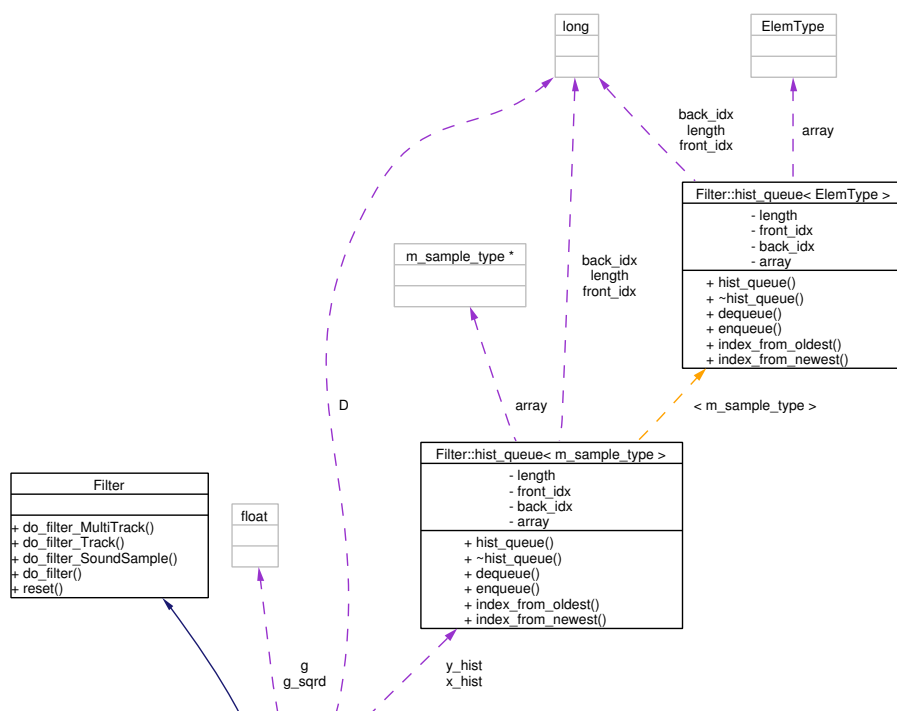 long
ElemType
back_idx
length
front_idx
array
Filter::hist_queue< ElemType >
- length
- front_idx
- back_idx
- array
+ hist_queue()
+ ~hist_queue()
+ dequeue()
+ enqueue()
+ index_from_oldest()
+ index_from_newest()
m_sample_type *
back_idx
length
front_idx
D
array
< m_sample_type >
Filter::hist_queue< m_sample_type >
- length
- front_idx
- back_idx
- array
+ hist_queue()
+ ~hist_queue()
+ dequeue()
+ enqueue()
+ index_from_oldest()
+ index_from_newest()
Filter
+ do_filter_MultiTrack()
+ do_filter_Track()
+ do_filter_SoundSample()
+ do_filter()
+ reset()
float
g
g_sqrd
y_hist
x_hist